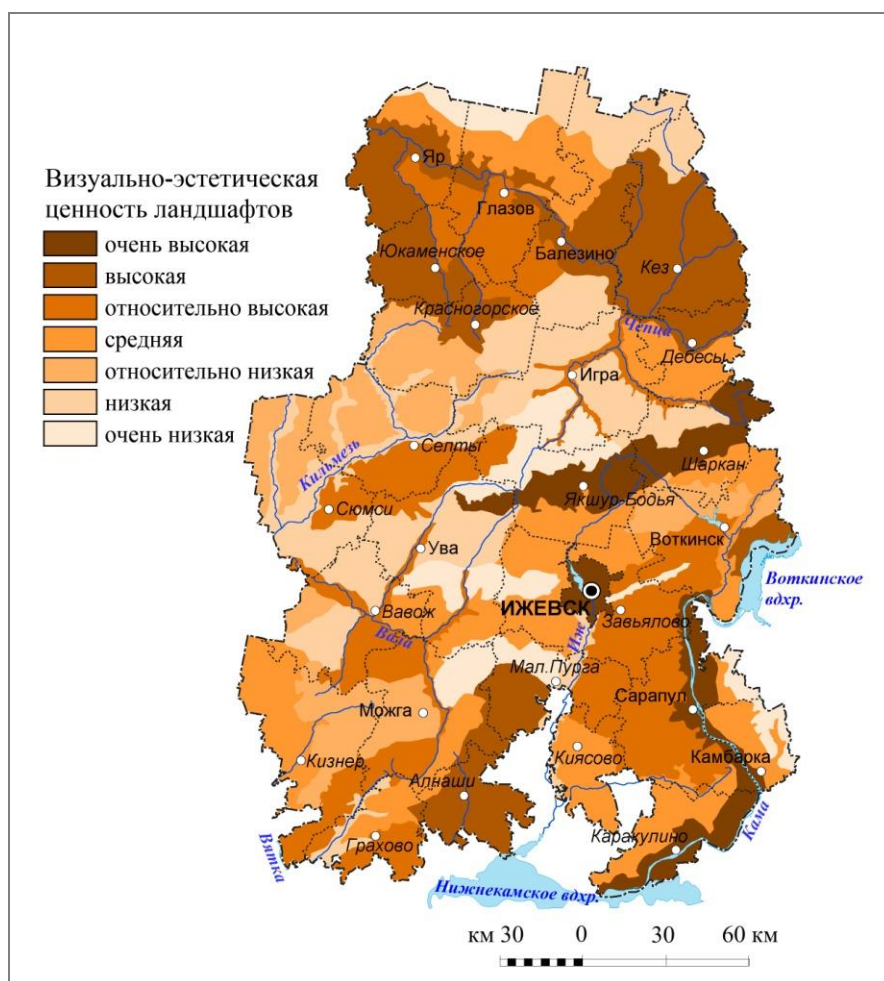 Визуально-эстетическая
ценность ландшафтов
очень высокая
высокая
относительно высокая
средняя
относительно низкая
низкая
очень низкая
Яр
Глазов
Юкаменское
Балезино
Кез
Красногорское
Чепца
Дебесы
Игра
Кильмезь
Селты
Шаркан
Якшур-Бодья
Сюмси
Ува
Воткинск
Воткинское
вдхр.
ИЖЕВСК
Завьялово
Вавож
Вала
Иж
Мал.Пурга
Можга
Сарапул
Кизнер
Киясово
Камбарка
Алнаши
Вятка
Грахово
Каракулино
Кама
Нижнекамское вдхр.
км 30 0 30 60 км